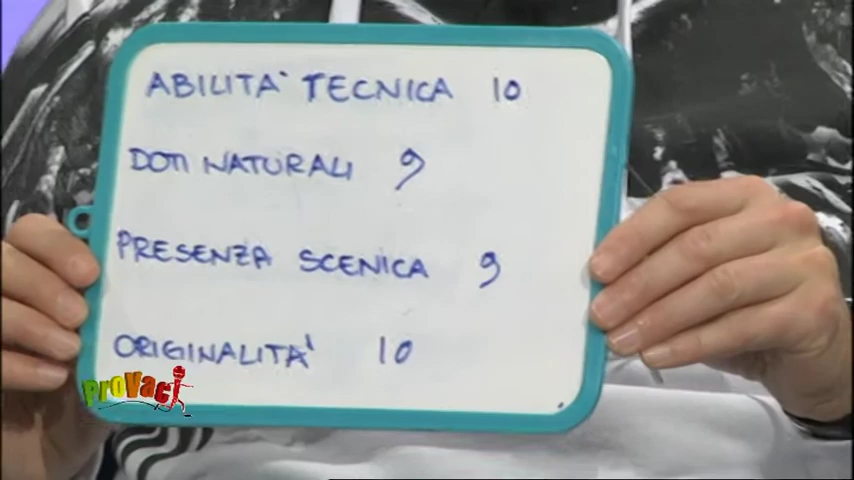 ABILITA' TECNICA 10
DOTI NATURALI 9
PRESENZA SCENICA 9
ORIGINALITA' 10
ProVaci